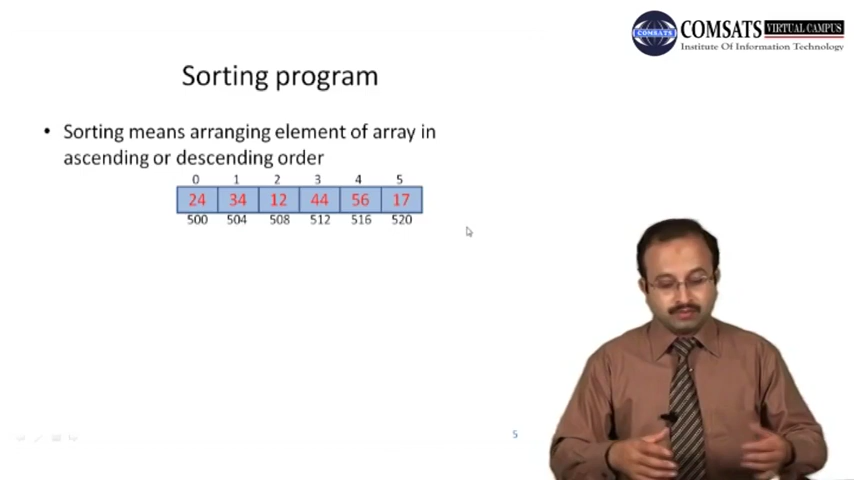 COMSATS VIRTUAL CAMPUS
COMSATS
Institute Of Information Technology
Sorting program
• Sorting means arranging element of array in
ascending or descending order
0 1 2 3 4 5
24 34 12 44 56 17
500 504 508 512 516 520
5